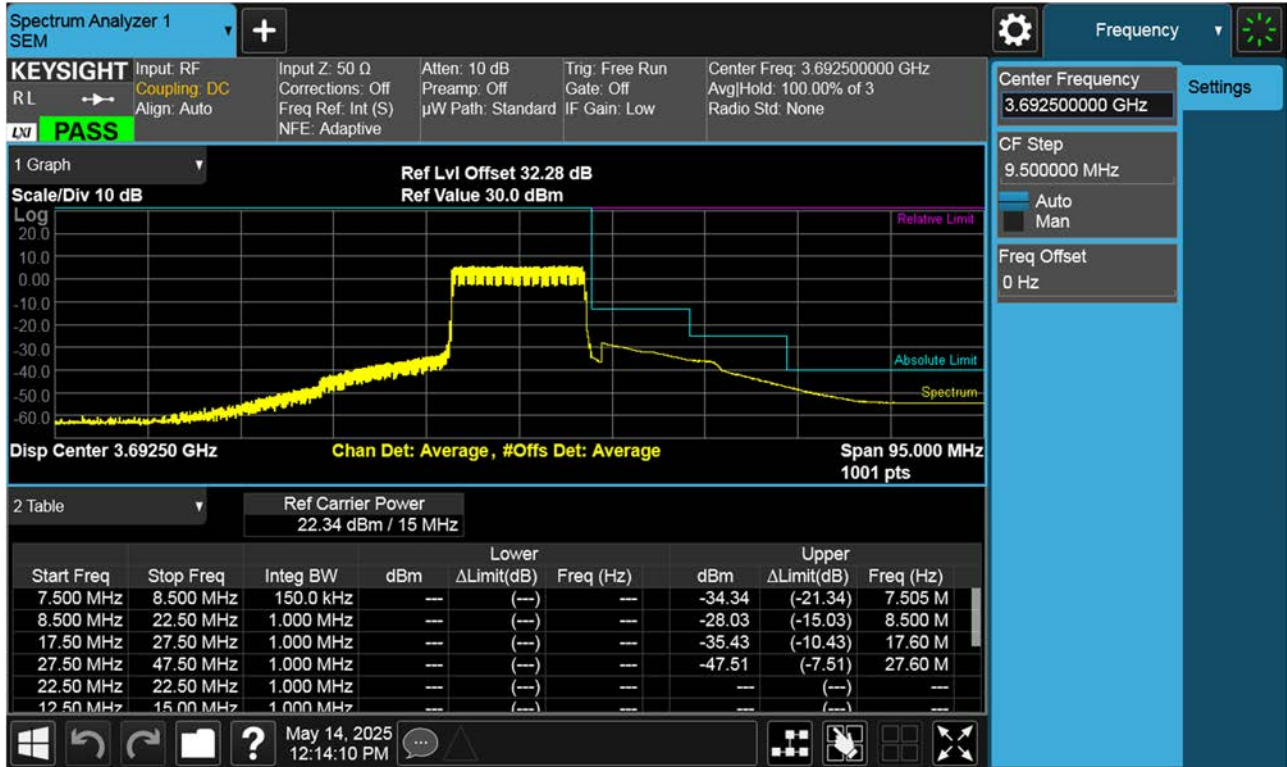 Spectrum Analyzer 1
SEM
Frequency
KEYSIGHT
RL
LXI
PASS
Input: RF
Coupling: DC
Align: Auto
Input Z: 50 Ω
Corrections: Off
Freq Ref: Int (S)
NFE: Adaptive
Atten: 10 dB
Preamp: Off
µW Path: Standard
Trig: Free Run
Gate: Off
IF Gain: Low
Center Freq: 3.692500000 GHz
Avg|Hold: 100.00% of 3
Radio Std: None
Center Frequency
3.692500000 GHz
Settings
CF Step
9.500000 MHz
Auto
Man
Freq Offset
0 Hz
1 Graph
Scale/Div 10 dB
Ref Lvl Offset 32.28 dB
Ref Value 30.0 dBm
Log
20.0
10.0
0.00
-10.0
-20.0
-30.0
-40.0
-50.0
-60.0
Relative Limit
Absolute Limit
Spectrum
Disp Center 3.69250 GHz
Chan Det: Average, #Offs Det: Average
Span 95.000 MHz
1001 pts
2 Table
Ref Carrier Power
22.34 dBm / 15 MHz
Lower Upper
Start Freq Stop Freq Integ BW dBm ΔLimit(dB) Freq (Hz) dBm ΔLimit(dB) Freq (Hz)
7.500 MHz 8.500 MHz 150.0 kHz --- (---) --- -34.34 (-21.34) 7.505 M
8.500 MHz 22.50 MHz 1.000 MHz --- (---) --- -28.03 (-15.03) 8.500 M
17.50 MHz 27.50 MHz 1.000 MHz --- (---) --- -35.43 (-10.43) 17.60 M
27.50 MHz 47.50 MHz 1.000 MHz --- (---) --- -47.51 (-7.51) 27.60 M
22.50 MHz 22.50 MHz 1.000 MHz --- (---) --- --- (---) ---
12.50 MHz 15.00 MHz 1.000 MHz --- (---) --- --- (---) ---
May 14, 2025
12:14:10 PM